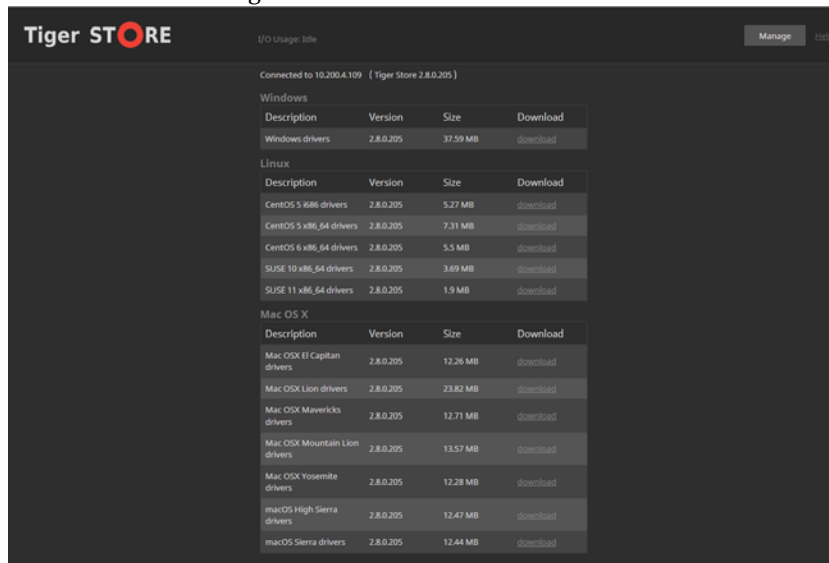 Tiger STORE
I/O Usage: Idle
Manage
Connected to 10.200.4.109 ( Tiger Store 2.8.0.205 )
Windows
Description Version Size Download
Windows drivers 2.8.0.205 37.59 MB download
Linux
Description Version Size Download
CentOS 5 i686 drivers 2.8.0.205 5.27 MB download
CentOS 5 x86_64 drivers 2.8.0.205 7.31 MB download
CentOS 6 x86_64 drivers 2.8.0.205 5.5 MB download
SUSE 10 x86_64 drivers 2.8.0.205 3.69 MB download
SUSE 11 x86_64 drivers 2.8.0.205 1.9 MB download
Mac OS X
Description Version Size Download
Mac OSX El Capitan
drivers 2.8.0.205 12.26 MB download
Mac OSX Lion drivers 2.8.0.205 23.82 MB download
Mac OSX Mavericks
drivers 2.8.0.205 12.71 MB download
Mac OSX Mountain Lion
drivers 2.8.0.205 13.57 MB download
Mac OSX Yosemite
drivers 2.8.0.205 12.28 MB download
macOS High Sierra
drivers 2.8.0.205 12.47 MB download
macOS Sierra drivers 2.8.0.205 12.44 MB download